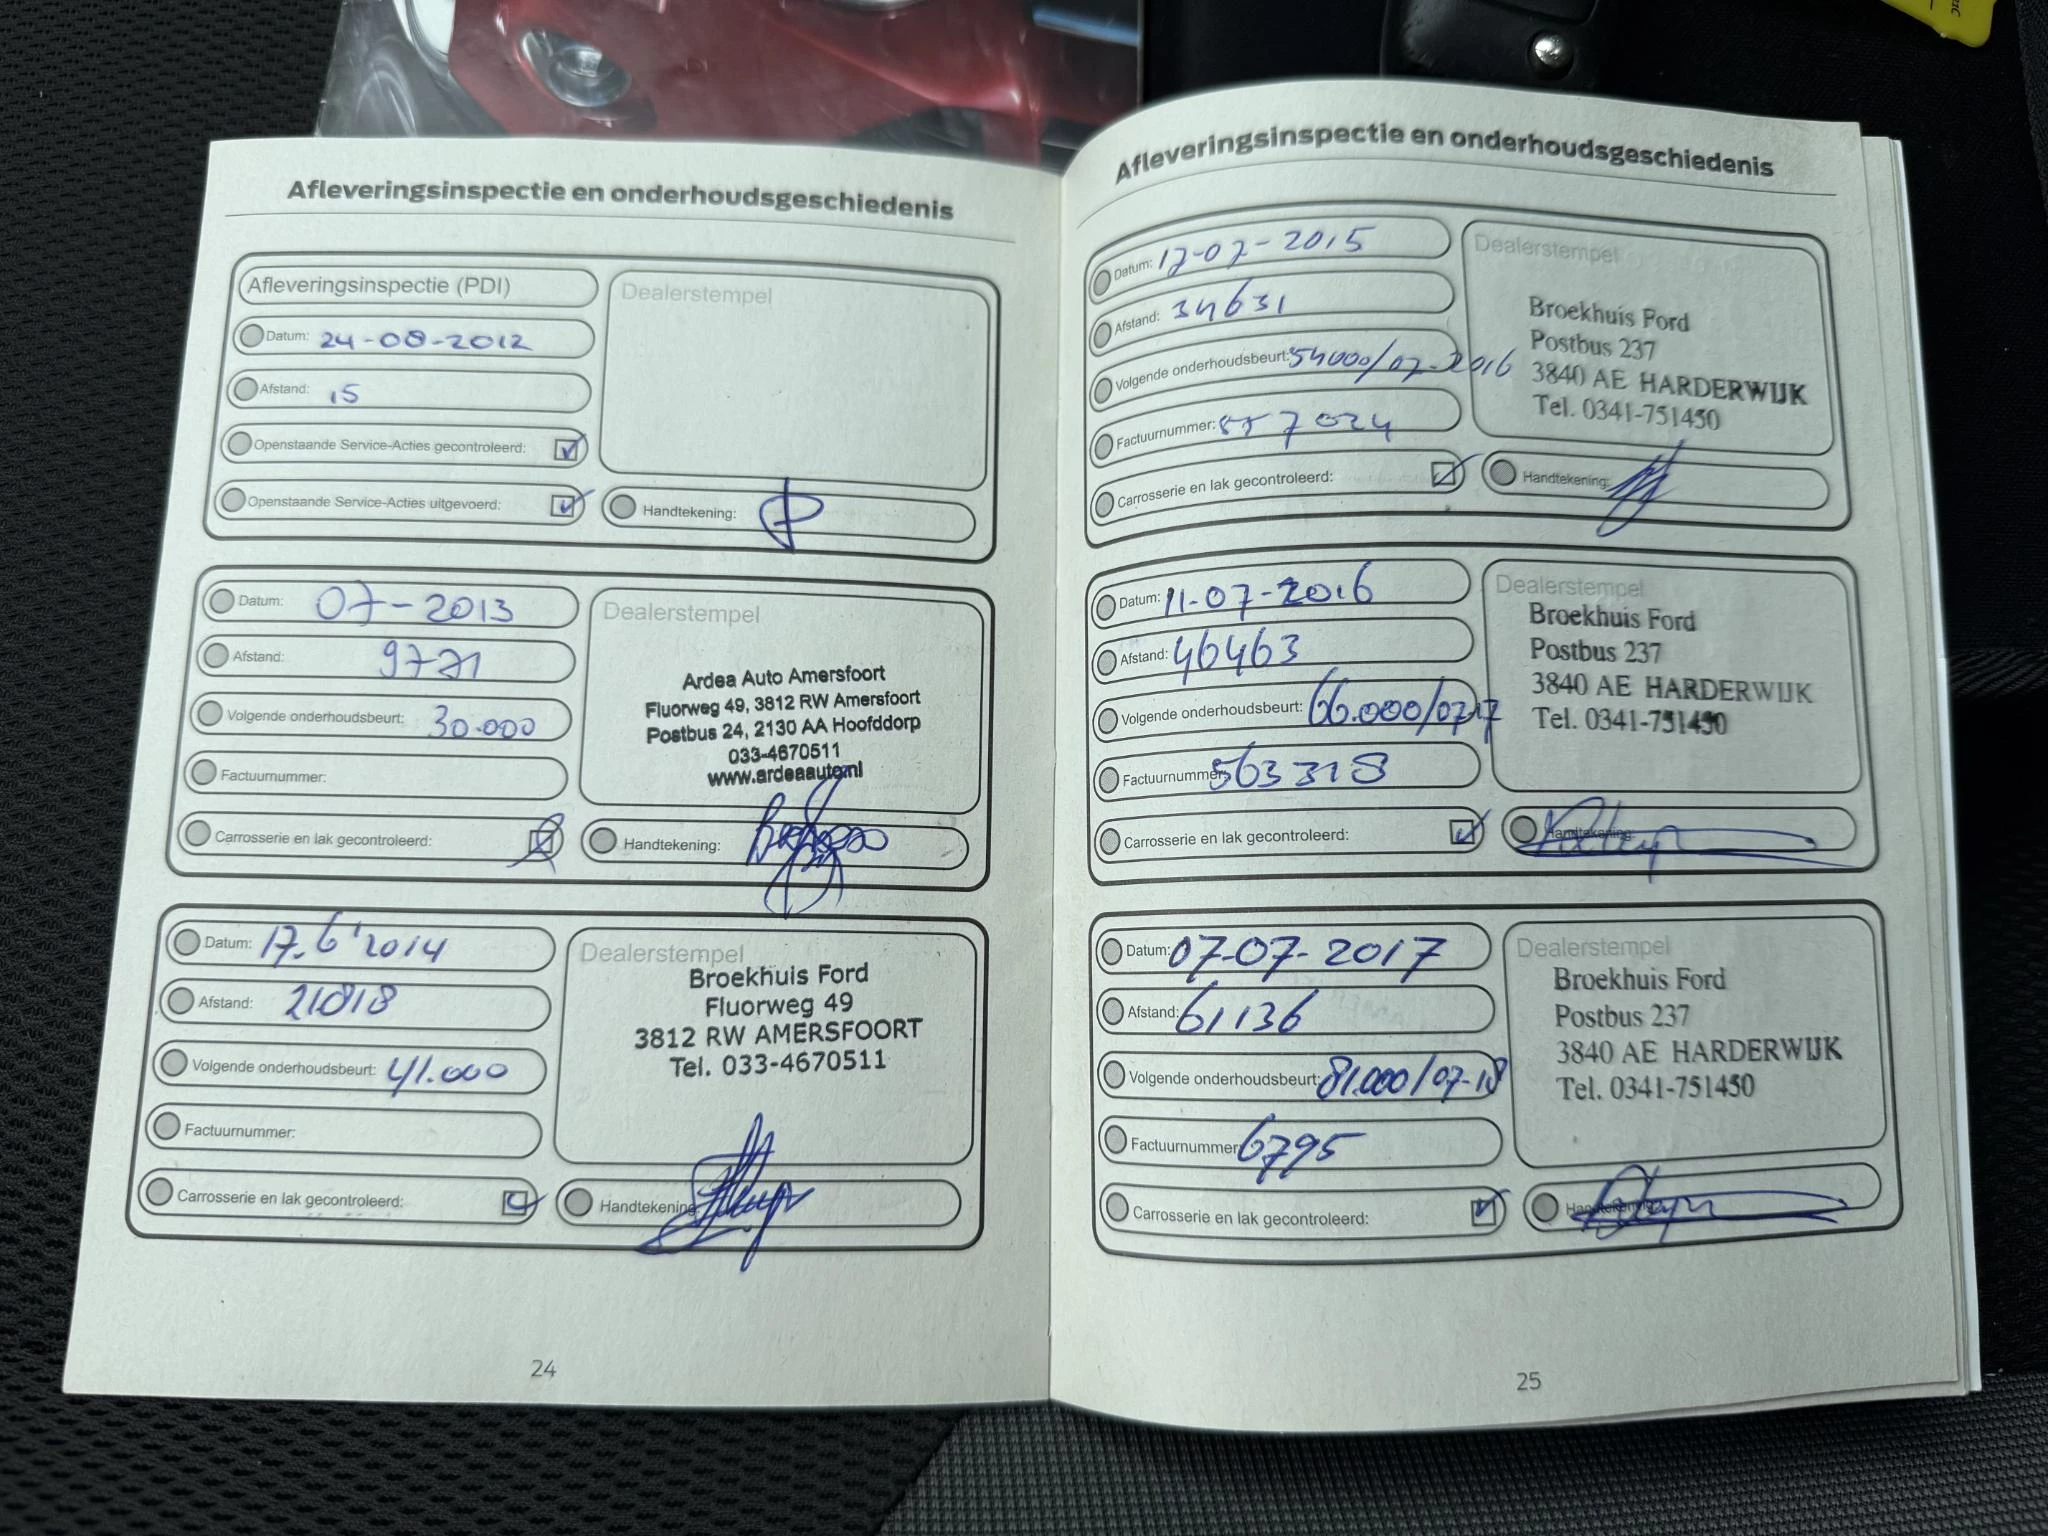 Afleveringsinspectie en onderhoudsgeschiedenis
Afleveringsinspectie (PDI)
Datum: 24-08-2012
Afstand: 15
Openstaande Service-Acties gecontroleerd:
Openstaande Service-Acties uitgevoerd:
Dealerstempel
Handtekening:
Datum: 07-2013
Afstand: 9771
Volgende onderhoudsbeurt: 30.000
Factuurnummer:
Carrosserie en lak gecontroleerd:
Dealerstempel
Ardea Auto Amersfoort
Fluorweg 49, 3812 RW Amersfoort
Postbus 24, 2130 AA Hoofddorp
033-4670511
www.ardeaauto.nl
Handtekening:
Datum: 17.6'2014
Afstand: 21818
Volgende onderhoudsbeurt: 41.000
Factuurnummer:
Carrosserie en lak gecontroleerd:
Dealerstempel
Broekhuis Ford
Fluorweg 49
3812 RW AMERSFOORT
Tel. 033-4670511
Handtekening:
24
Afleveringsinspectie en onderhoudsgeschiedenis
Datum: 17-07-2015
Afstand: 34631
Volgende onderhoudsbeurt: 54000/07-2016
Factuurnummer: 557024
Carrosserie en lak gecontroleerd:
Dealerstempel
Broekhuis Ford
Postbus 237
3840 AE HARDERWIJK
Tel. 0341-751450
Handtekening:
Datum: 11-07-2016
Afstand: 46463
Volgende onderhoudsbeurt: 66.000/07-17
Factuurnummer: 563318
Carrosserie en lak gecontroleerd:
Dealerstempel
Broekhuis Ford
Postbus 237
3840 AE HARDERWIJK
Tel. 0341-751450
Handtekening:
Datum: 07-07-2017
Afstand: 61136
Volgende onderhoudsbeurt: 81.000/07-18
Factuurnummer: 6795
Carrosserie en lak gecontroleerd:
Dealerstempel
Broekhuis Ford
Postbus 237
3840 AE HARDERWIJK
Tel. 0341-751450
Handtekening:
25